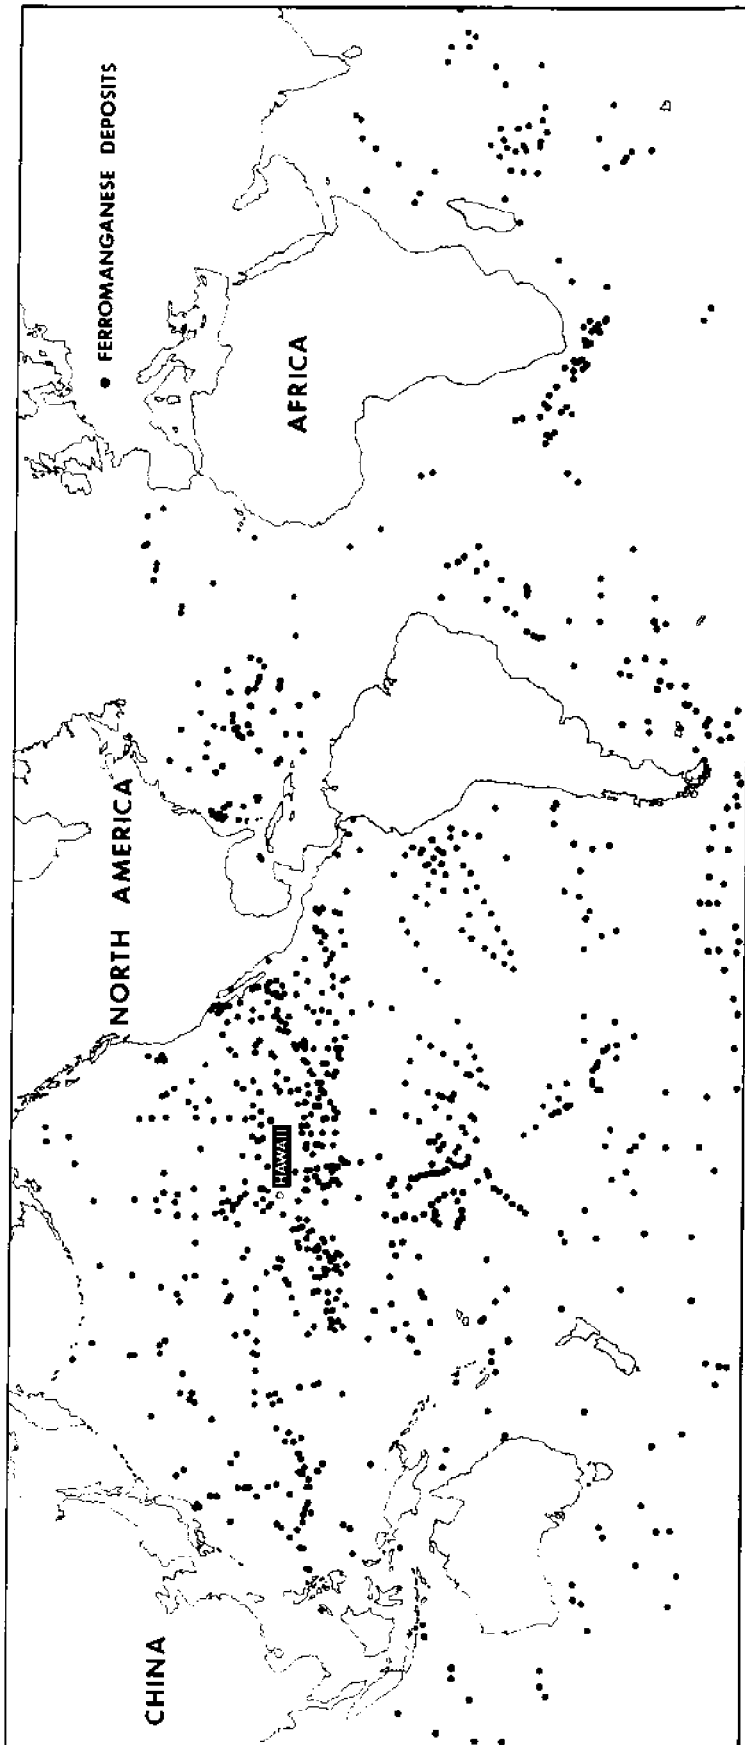 ● FERROMANGANESE DEPOSITS
CHINA
NORTH AMERICA
HAWAII
AFRICA